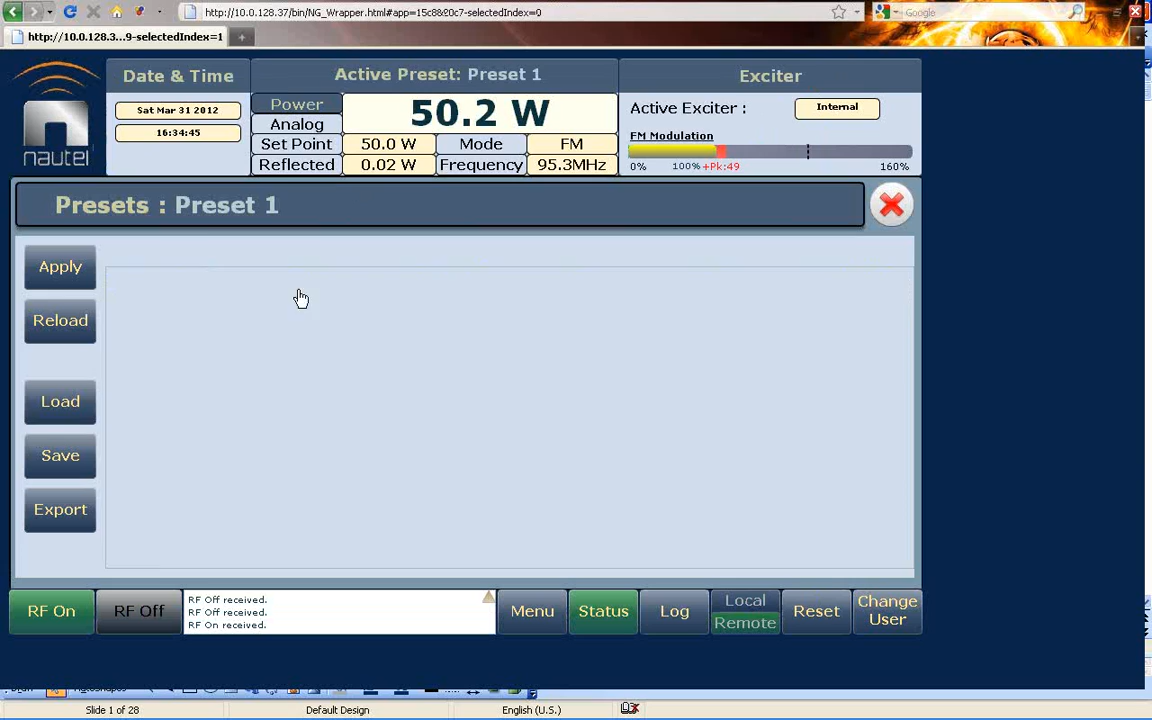 http://10.0.128.37/bin/NG_Wrapper.html#app=15c8&20c7-selectedIndex=0
Google
http://10.0.128.3...9-selectedIndex=1
nautel
Date & Time
Sat Mar 31 2012
16:34:45
Active Preset: Preset 1
Power
Analog
50.2 W
Set Point
50.0 W
Mode
FM
Reflected
0.02 W
Frequency
95.3MHz
Exciter
Active Exciter :
Internal
FM Modulation
0%
100%
+Pk:49
160%
Presets : Preset 1
Apply
Reload
Load
Save
Export
RF On
RF Off
RF Off received.
RF Off received.
RF On received.
Menu
Status
Log
Local
Remote
Reset
Change
User
Slide 1 of 28
Default Design
English (U.S.)